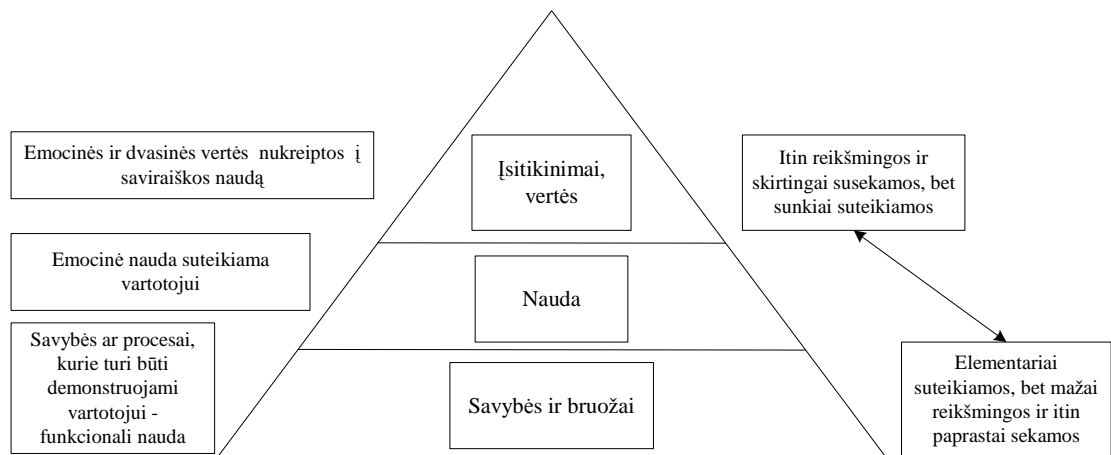 Emocinės ir dvasinės vertės nukreiptos į
saviraiškos naudą
Įsitikinimai,
vertės
Itin reikšmingos ir
skirtingai susekamos, bet
sunkiai suteikiamos
Emocinė nauda suteikiama
vartotojui
Nauda
Savybės ar procesai,
kurie turi būti
demonstruojami
vartotojui -
funkcionali nauda
Savybės ir bruožai
Elementariai
suteikiamos, bet mažai
reikšmingos ir itin
paprastai sekamos